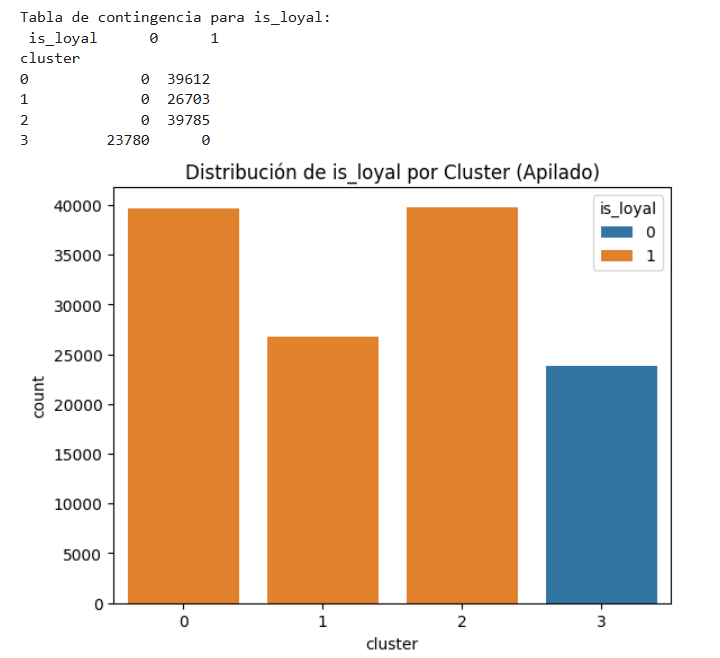 Tabla de contingencia para is_loyal:
is_loyal 0 1
cluster
0 0 39612
1 0 26703
2 0 39785
3 23780 0
Distribución de is_loyal por Cluster (Apilado)
is_loyal
0
1
40000
35000
30000
25000
20000
15000
10000
5000
0
count
0 1 2 3
cluster